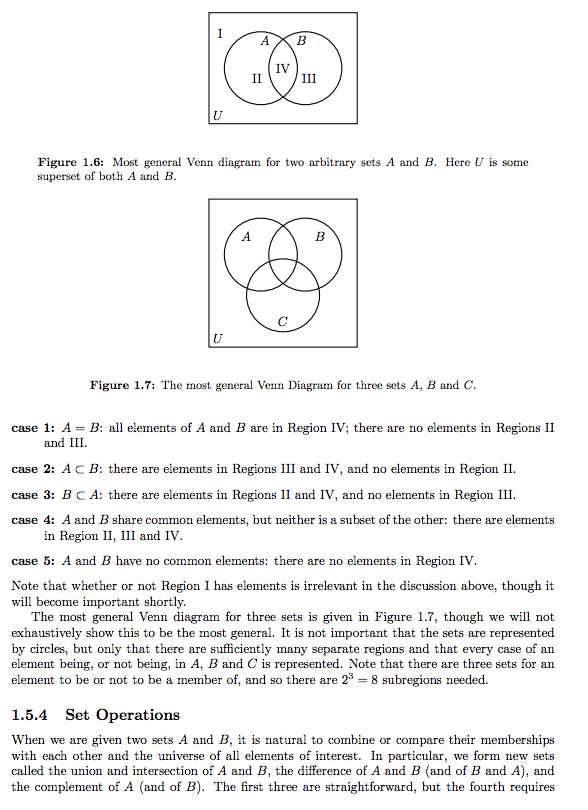 I
A
B
IV
II
III
U
Figure 1.6: Most general Venn diagram for two arbitrary sets A and B. Here U is some
superset of both A and B.
A
B
C
U
Figure 1.7: The most general Venn Diagram for three sets A, B and C.
case 1: A = B: all elements of A and B are in Region IV; there are no elements in Regions II
and III.
case 2: A ⊂ B: there are elements in Regions III and IV, and no elements in Region II.
case 3: B ⊂ A: there are elements in Regions II and IV, and no elements in Region III.
case 4: A and B share common elements, but neither is a subset of the other: there are elements
in Region II, III and IV.
case 5: A and B have no common elements: there are no elements in Region IV.
Note that whether or not Region I has elements is irrelevant in the discussion above, though it
will become important shortly.
The most general Venn diagram for three sets is given in Figure 1.7, though we will not
exhaustively show this to be the most general. It is not important that the sets are represented
by circles, but only that there are sufficiently many separate regions and that every case of an
element being, or not being, in A, B and C is represented. Note that there are three sets for an
element to be or not to be a member of, and so there are 2³ = 8 subregions needed.
1.5.4 Set Operations
When we are given two sets A and B, it is natural to combine or compare their memberships
with each other and the universe of all elements of interest. In particular, we form new sets
called the union and intersection of A and B, the difference of A and B (and of B and A), and
the complement of A (and of B). The first three are straightforward, but the fourth requires